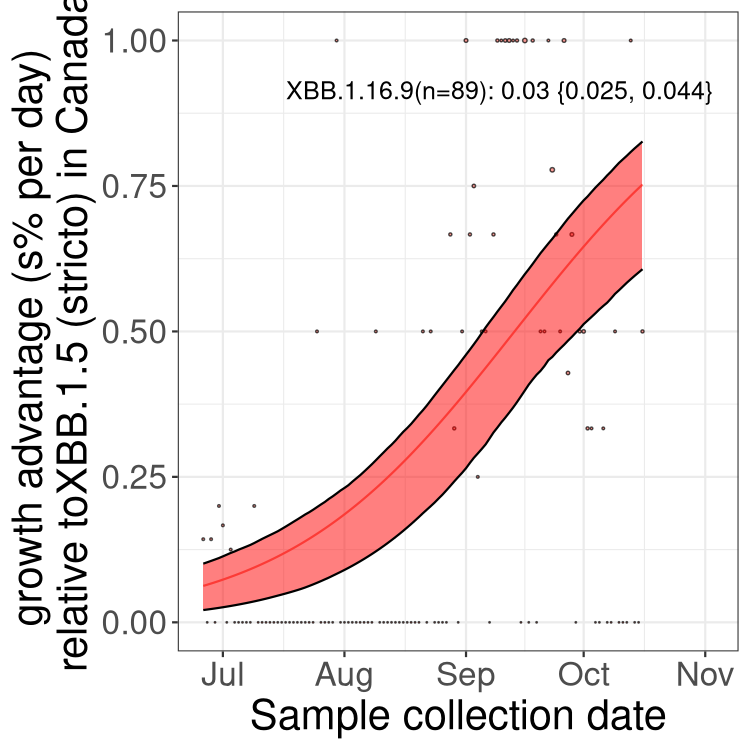 growth advantage (s% per day)
relative toXBB.1.5 (stricto) in Canada
1.00
0.75
0.50
0.25
0.00
XBB.1.16.9(n=89): 0.03 {0.025, 0.044}
Jul Aug Sep Oct Nov
Sample collection date